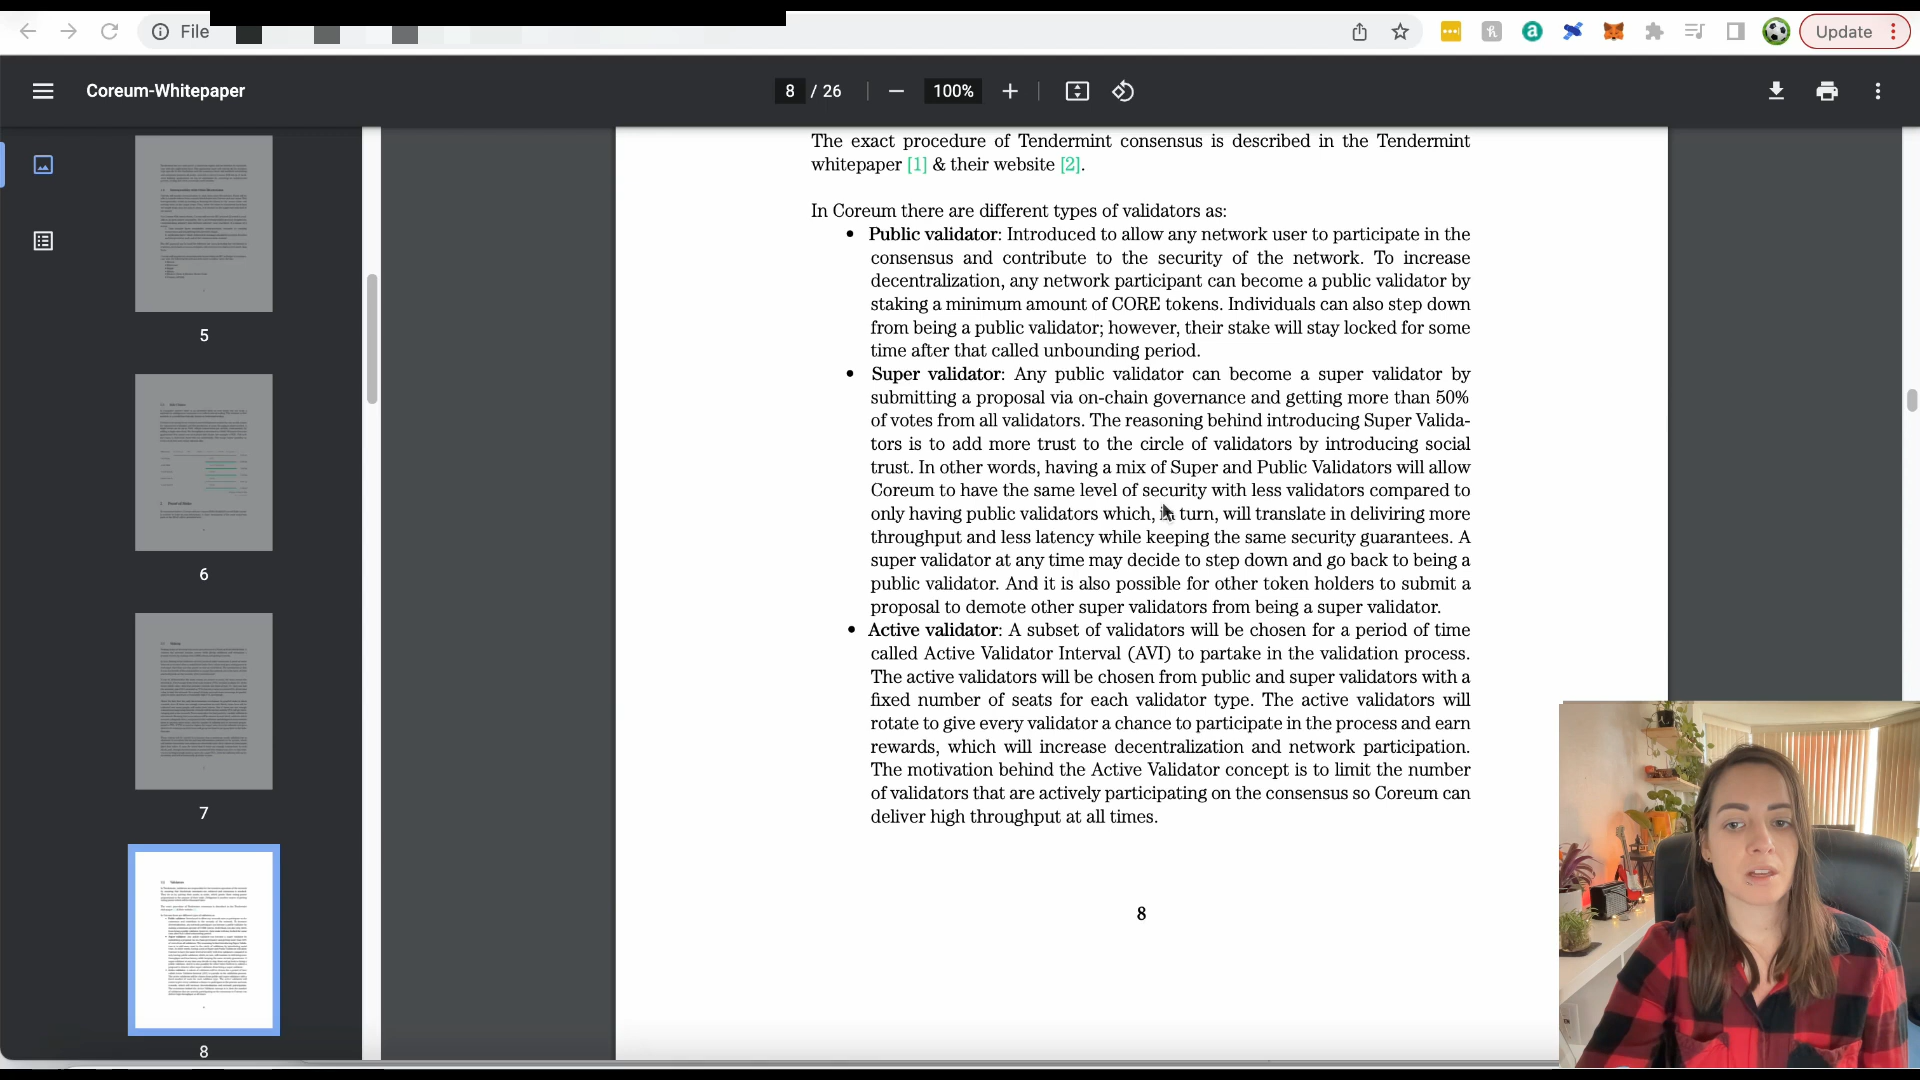 File
Update
Coreum-Whitepaper
8 / 26
100%
The exact procedure of Tendermint consensus is described in the Tendermint
whitepaper [1] & their website [2].
In Coreum there are different types of validators as:
• Public validator: Introduced to allow any network user to participate in the
consensus and contribute to the security of the network. To increase
decentralization, any network participant can become a public validator by
staking a minimum amount of CORE tokens. Individuals can also step down
from being a public validator; however, their stake will stay locked for some
time after that called unbounding period.
• Super validator: Any public validator can become a super validator by
submitting a proposal via on-chain governance and getting more than 50%
of votes from all validators. The reasoning behind introducing Super Valida-
tors is to add more trust to the circle of validators by introducing social
trust. In other words, having a mix of Super and Public Validators will allow
Coreum to have the same level of security with less validators compared to
only having public validators which, in turn, will translate in deliviring more
throughput and less latency while keeping the same security guarantees. A
super validator at any time may decide to step down and go back to being a
public validator. And it is also possible for other token holders to submit a
proposal to demote other super validators from being a super validator.
• Active validator: A subset of validators will be chosen for a period of time
called Active Validator Interval (AVI) to partake in the validation process.
The active validators will be chosen from public and super validators with a
fixed number of seats for each validator type. The active validators will
rotate to give every validator a chance to participate in the process and earn
rewards, which will increase decentralization and network participation.
The motivation behind the Active Validator concept is to limit the number
of validators that are actively participating on the consensus so Coreum can
deliver high throughput at all times.
8
5
6
7
8